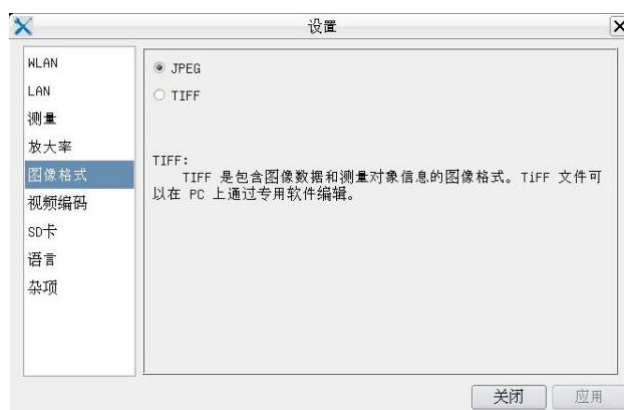 设置
WLAN
LAN
测量
放大率
图像格式
视频编码
SD卡
语言
杂项
JPEG
TIFF
TIFF:
TIFF 是包含图像数据和测量对象信息的图像格式。TiFF 文件可
以在 PC 上通过专用软件编辑。
关闭
应用